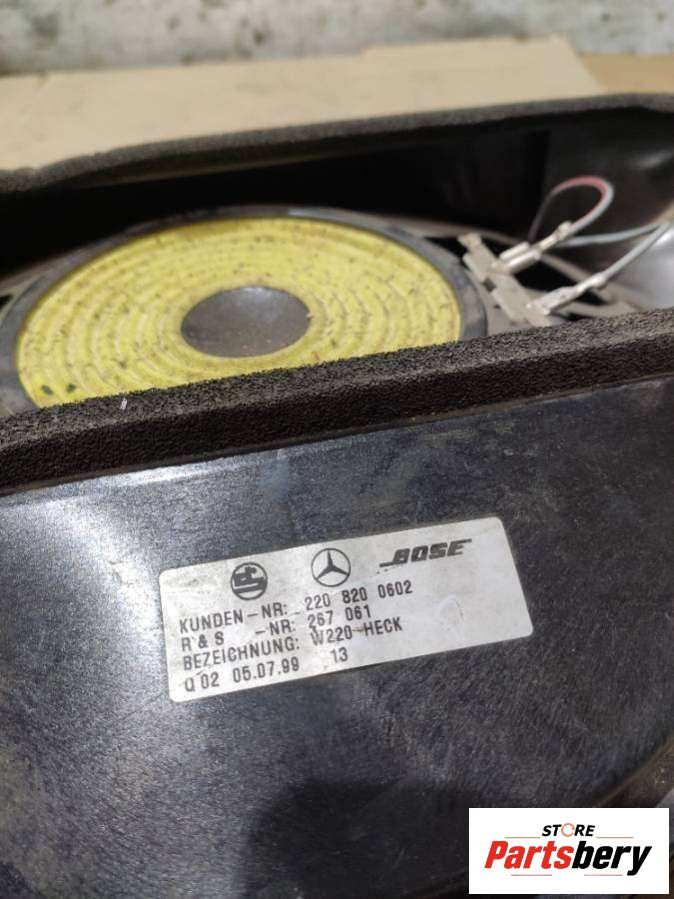 BOSE
KUNDEN-NR: 220 820 0602
R & S -NR: 267 061
BEZEICHNUNG: W220-HECK
Q 02 05.07.99 13
STORE
Partsbery